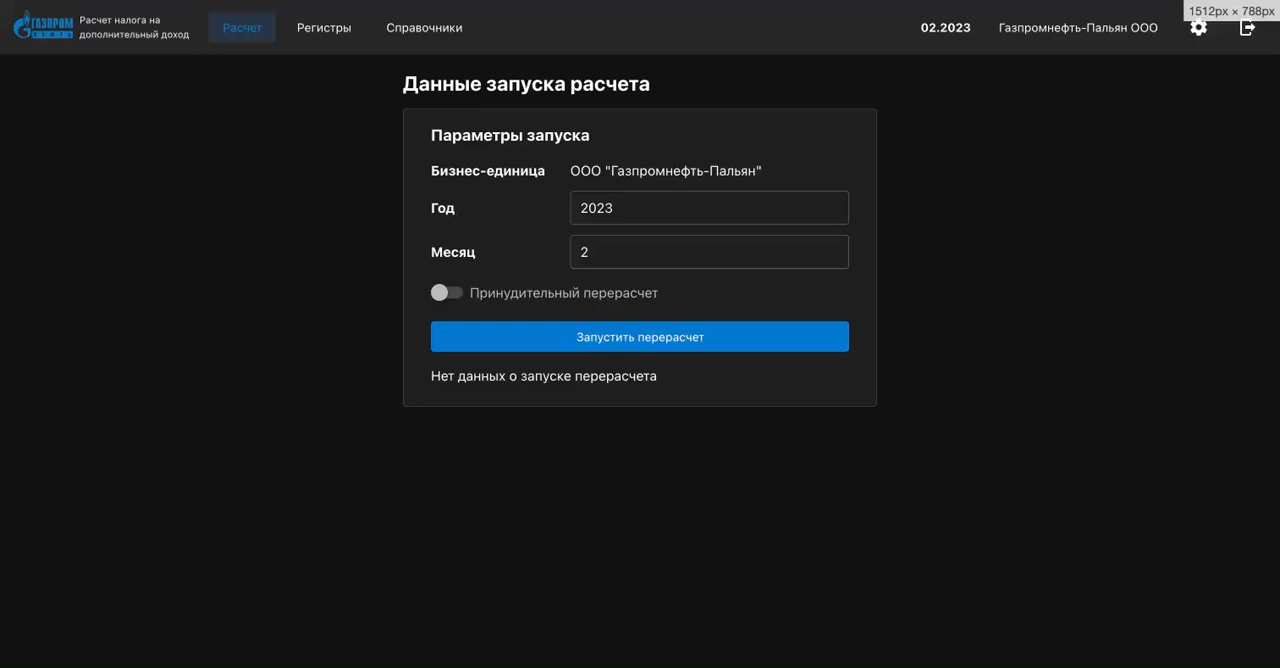 ГАЗПРОМ
НЕФТЬ
Расчет налога на
дополнительный доход
Расчет
Регистры
Справочники
02.2023
Газпромнефть-Пальян ООО
1512px × 788px
Данные запуска расчета
Параметры запуска
Бизнес-единица
ООО "Газпромнефть-Пальян"
Год
2023
Месяц
2
Принудительный перерасчет
Запустить перерасчет
Нет данных о запуске перерасчета